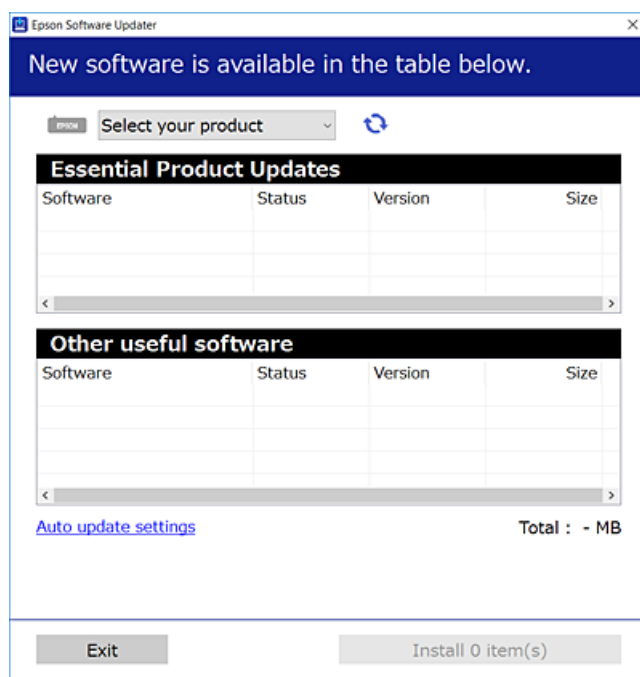 Epson Software Updater
New software is available in the table below.
EPSON Select your product
Essential Product Updates
Software Status Version Size
Other useful software
Software Status Version Size
Auto update settings Total : - MB
Exit Install 0 item(s)